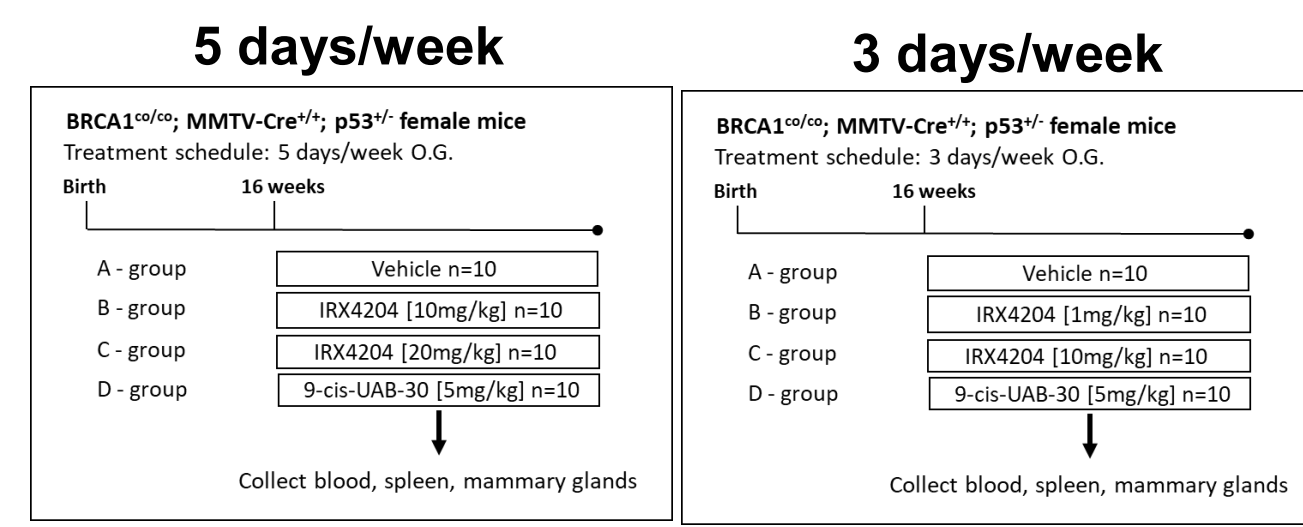 5 days/week
BRCA1co/co; MMTV-Cre+/+; p53+/- female mice
Treatment schedule: 5 days/week O.G.
Birth 16 weeks
A - group Vehicle n=10
B - group IRX4204 [10mg/kg] n=10
C - group IRX4204 [20mg/kg] n=10
D - group 9-cis-UAB-30 [5mg/kg] n=10
Collect blood, spleen, mammary glands
3 days/week
BRCA1co/co; MMTV-Cre+/+; p53+/- female mice
Treatment schedule: 3 days/week O.G.
Birth 16 weeks
A - group Vehicle n=10
B - group IRX4204 [1mg/kg] n=10
C - group IRX4204 [10mg/kg] n=10
D - group 9-cis-UAB-30 [5mg/kg] n=10
Collect blood, spleen, mammary glands